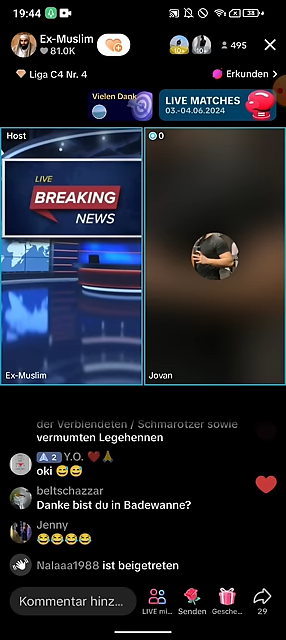 19:44
53
Ex-Muslim
81.0K
10+
495
Liga C4 Nr. 4
Erkunden
Vielen Dank
LIVE MATCHES
03.-04.06.2024
Host
0
LIVE
BREAKING
NEWS
Ex-Muslim
Jovan
der Verblendeten / Schmarotzer sowie
vermumten Legehennen
2 Y.O.
oki
beltschazzar
Danke bist du in Badewanne?
Jenny
Nalaaa1988 ist beigetreten
Kommentar hinz...
LIVE mi...
Senden
Gesche...
29